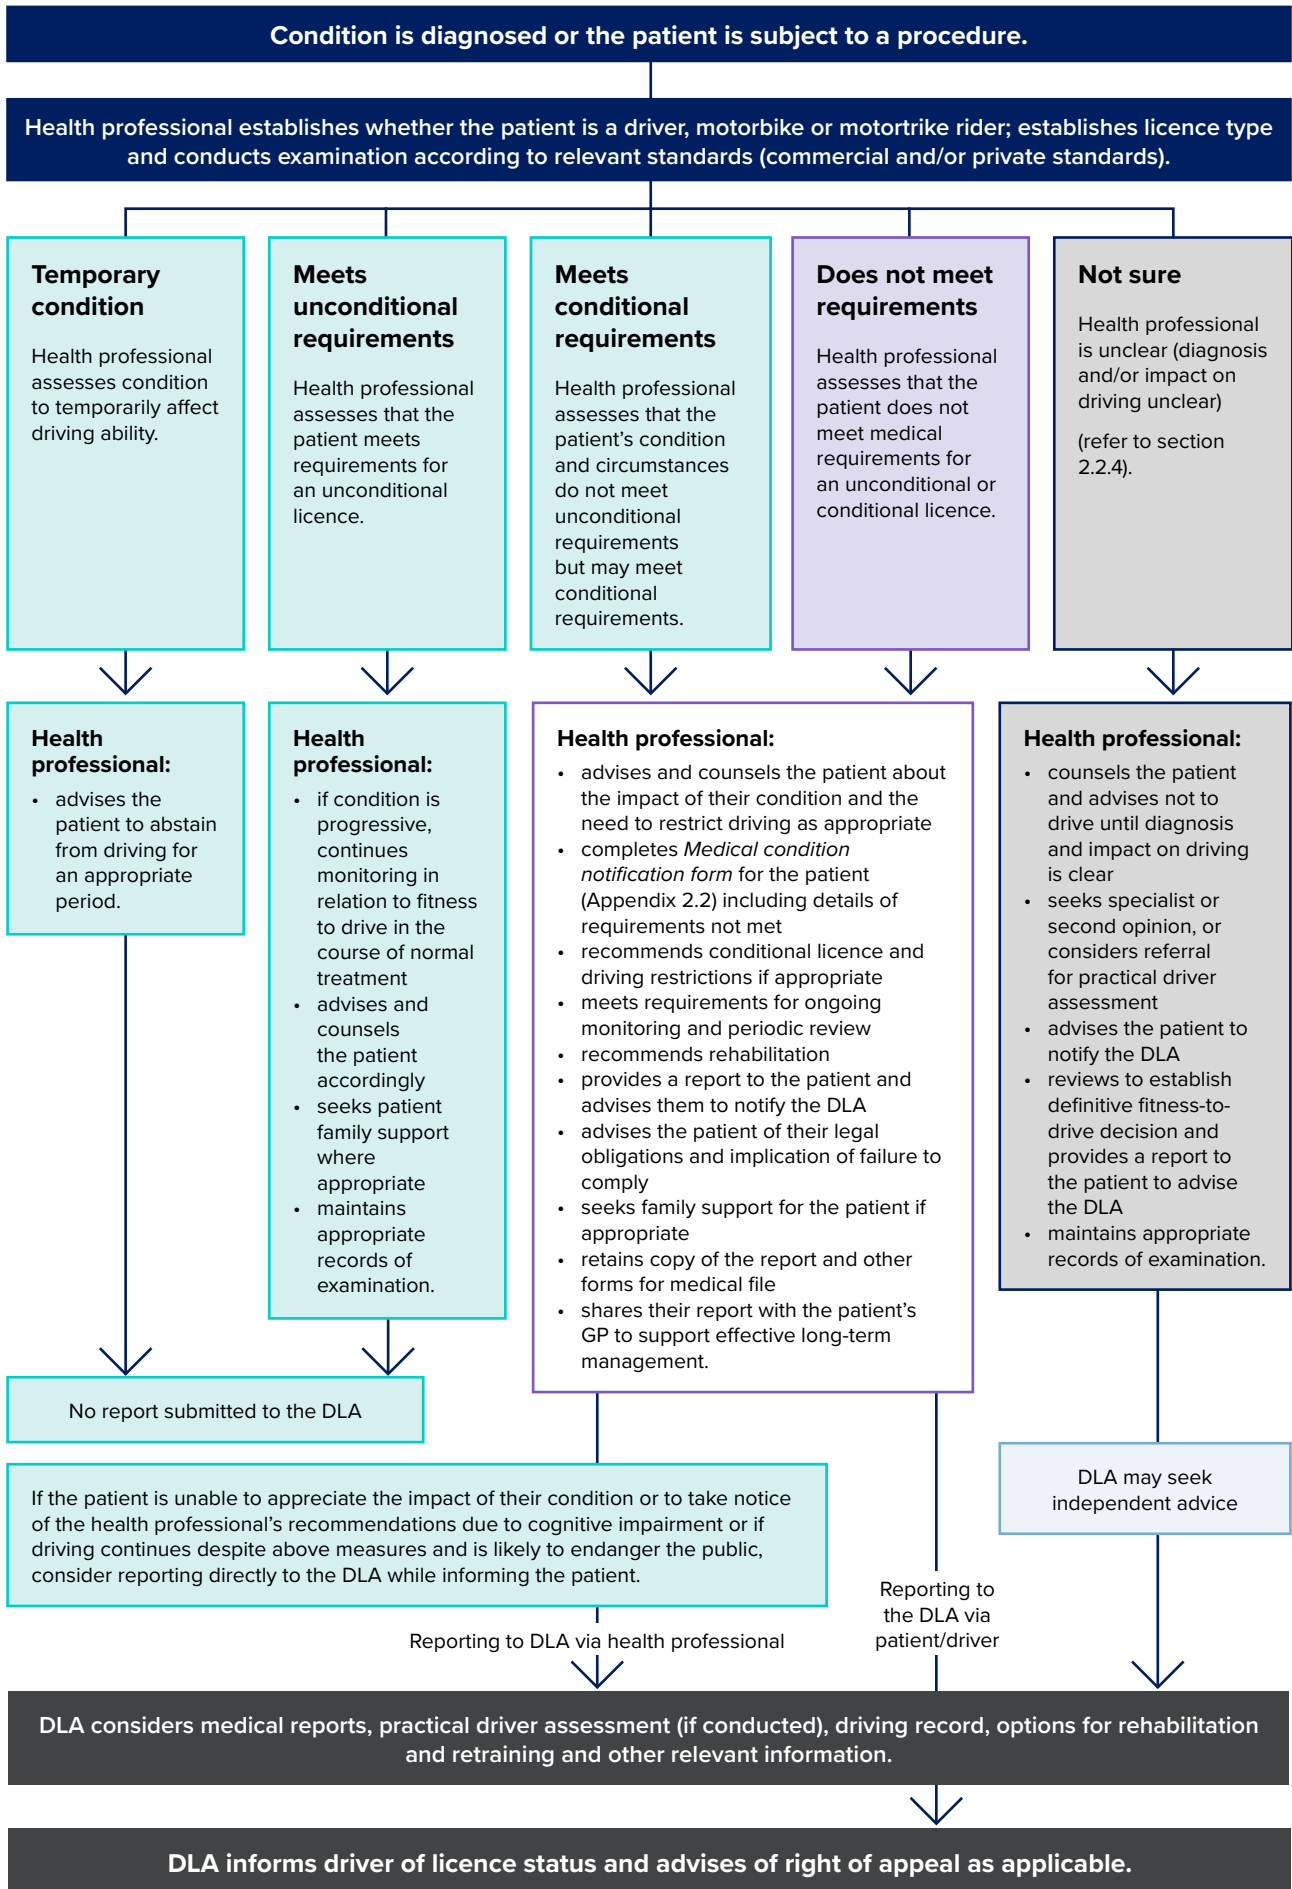 Condition is diagnosed or the patient is subject to a procedure.
Health professional establishes whether the patient is a driver, motorbike or motortrike rider; establishes licence type
and conducts examination according to relevant standards (commercial and/or private standards).
Temporary
condition
Health professional
assesses condition
to temporarily affect
driving ability.
Meets
unconditional
requirements
Health professional
assesses that the
patient meets
requirements for
an unconditional
licence.
Meets
conditional
requirements
Health professional
assesses that the
patient’s condition
and circumstances
do not meet
unconditional
requirements
but may meet
conditional
requirements.
Does not meet
requirements
Health professional
assesses that the
patient does not
meet medical
requirements for
an unconditional or
conditional licence.
Not sure
Health professional
is unclear (diagnosis
and/or impact on
driving unclear)
(refer to section
2.2.4).
Health
professional:
• advises the
patient to abstain
from driving for
an appropriate
period.
Health
professional:
• if condition is
progressive,
continues
monitoring in
relation to fitness
to drive in the
course of normal
treatment
• advises and
counsels
the patient
accordingly
• seeks patient
family support
where
appropriate
• maintains
appropriate
records of
examination.
Health professional:
• advises and counsels the patient about
the impact of their condition and the
need to restrict driving as appropriate
• completes Medical condition
notification form for the patient
(Appendix 2.2) including details of
requirements not met
• recommends conditional licence and
driving restrictions if appropriate
• meets requirements for ongoing
monitoring and periodic review
• recommends rehabilitation
• provides a report to the patient and
advises them to notify the DLA
• advises the patient of their legal
obligations and implication of failure to
comply
• seeks family support for the patient if
appropriate
• retains copy of the report and other
forms for medical file
• shares their report with the patient’s
GP to support effective long-term
management.
Health professional:
• counsels the patient
and advises not to
drive until diagnosis
and impact on driving
is clear
• seeks specialist or
second opinion, or
considers referral
for practical driver
assessment
• advises the patient to
notify the DLA
• reviews to establish
definitive fitness-to-
drive decision and
provides a report to
the patient to advise
the DLA
• maintains appropriate
records of examination.
No report submitted to the DLA
If the patient is unable to appreciate the impact of their condition or to take notice
of the health professional’s recommendations due to cognitive impairment or if
driving continues despite above measures and is likely to endanger the public,
consider reporting directly to the DLA while informing the patient.
DLA may seek
independent advice
Reporting to DLA via health professional
Reporting to
the DLA via
patient/driver
DLA considers medical reports, practical driver assessment (if conducted), driving record, options for rehabilitation
and retraining and other relevant information.
DLA informs driver of licence status and advises of right of appeal as applicable.